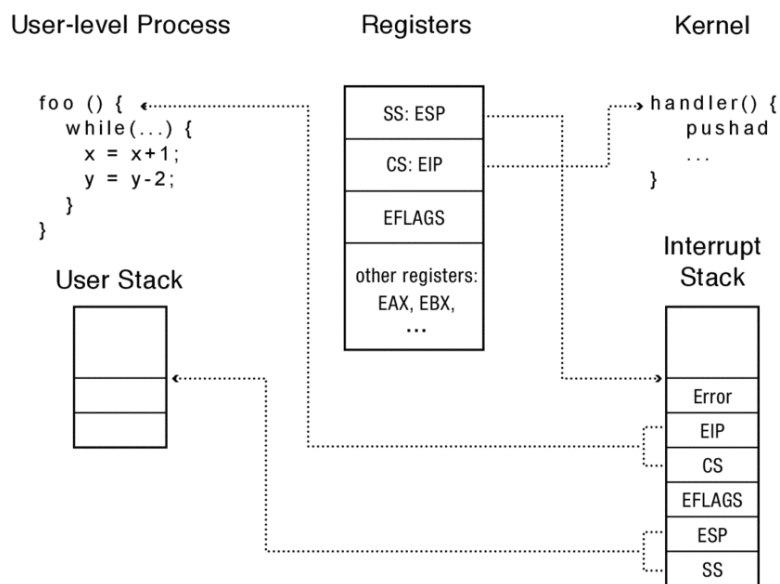 User-level Process
Registers
Kernel
foo () {
while(...) {
x = x+1;
y = y-2;
}
}
SS: ESP
CS: EIP
EFLAGS
other registers:
EAX, EBX,
...
handler() {
pushad
...
}
User Stack
Interrupt
Stack
Error
EIP
CS
EFLAGS
ESP
SS